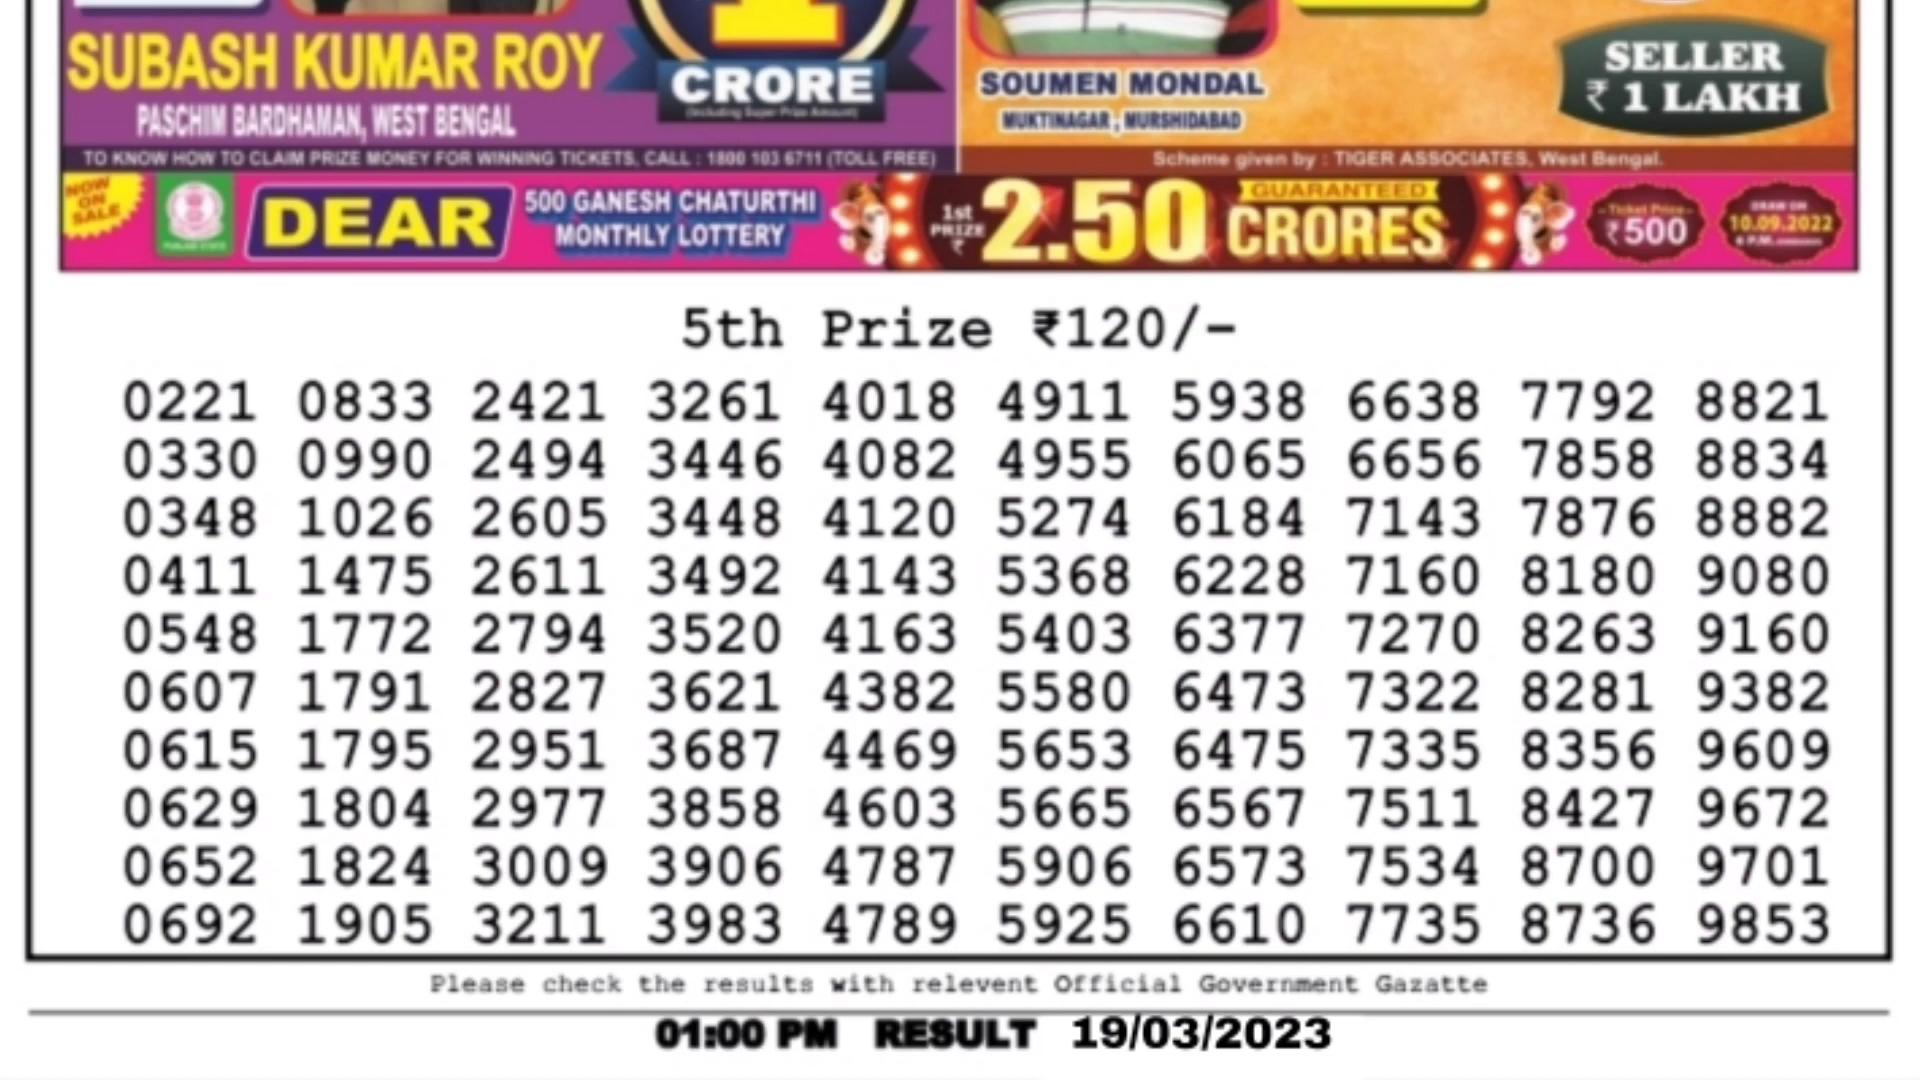 SUBASH KUMAR ROY
PASCHIM BARDHAMAN, WEST BENGAL
CRORE
(Including Super Prize Amount)
TO KNOW HOW TO CLAIM PRIZE MONEY FOR WINNING TICKETS, CALL : 1800 103 6711 (TOLL FREE)
SOUMEN MONDAL
MUKTINAGAR, MURSHIDABAD
SELLER
₹ 1 LAKH
Scheme given by : TIGER ASSOCIATES, West Bengal.
NOW
ON
SALE
DEAR
500 GANESH CHATURTHI
MONTHLY LOTTERY
1st
PRIZE
₹
2.50
GUARANTEED
CRORES
Ticket Price
₹500
DRAW ON
10.09.2022
5th Prize ₹120/-
0221 0833 2421 3261 4018 4911 5938 6638 7792 8821
0330 0990 2494 3446 4082 4955 6065 6656 7858 8834
0348 1026 2605 3448 4120 5274 6184 7143 7876 8882
0411 1475 2611 3492 4143 5368 6228 7160 8180 9080
0548 1772 2794 3520 4163 5403 6377 7270 8263 9160
0607 1791 2827 3621 4382 5580 6473 7322 8281 9382
0615 1795 2951 3687 4469 5653 6475 7335 8356 9609
0629 1804 2977 3858 4603 5665 6567 7511 8427 9672
0652 1824 3009 3906 4787 5906 6573 7534 8700 9701
0692 1905 3211 3983 4789 5925 6610 7735 8736 9853
Please check the results with relevent Official Government Gazatte
01:00 PM RESULT 19/03/2023